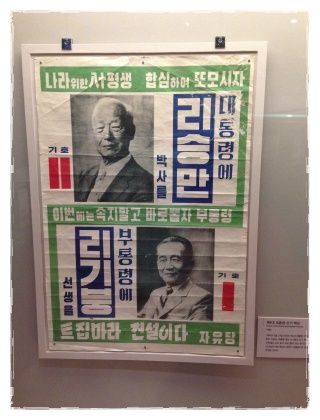 나라위한 八十평생 합심하여 또모시자
대통령에
리승만
박사를
기호
II
이번에는 속지말고 바로뽑자 부통령
부통령에
리기붕
선생을
기호
I
트집마라 건설이다 자유당